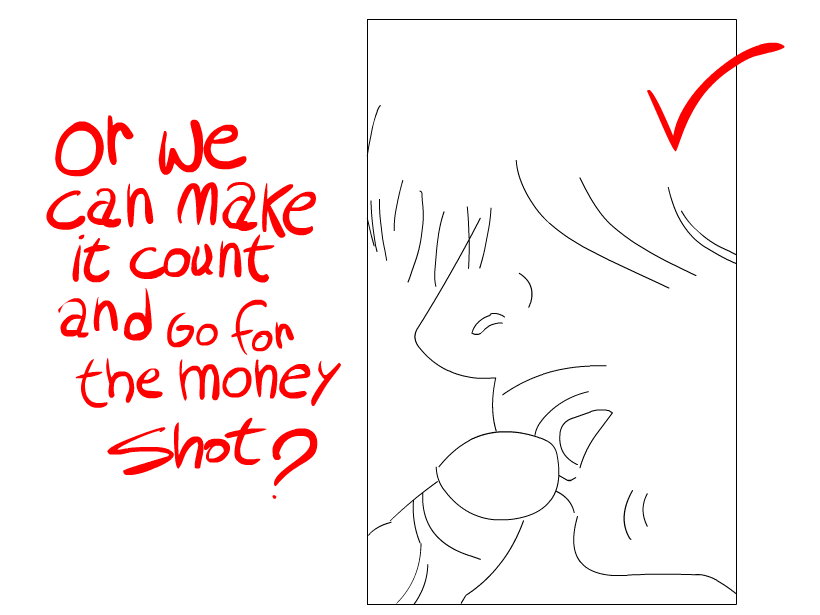 Or we
can make
it count
and Go for
the money
shot?